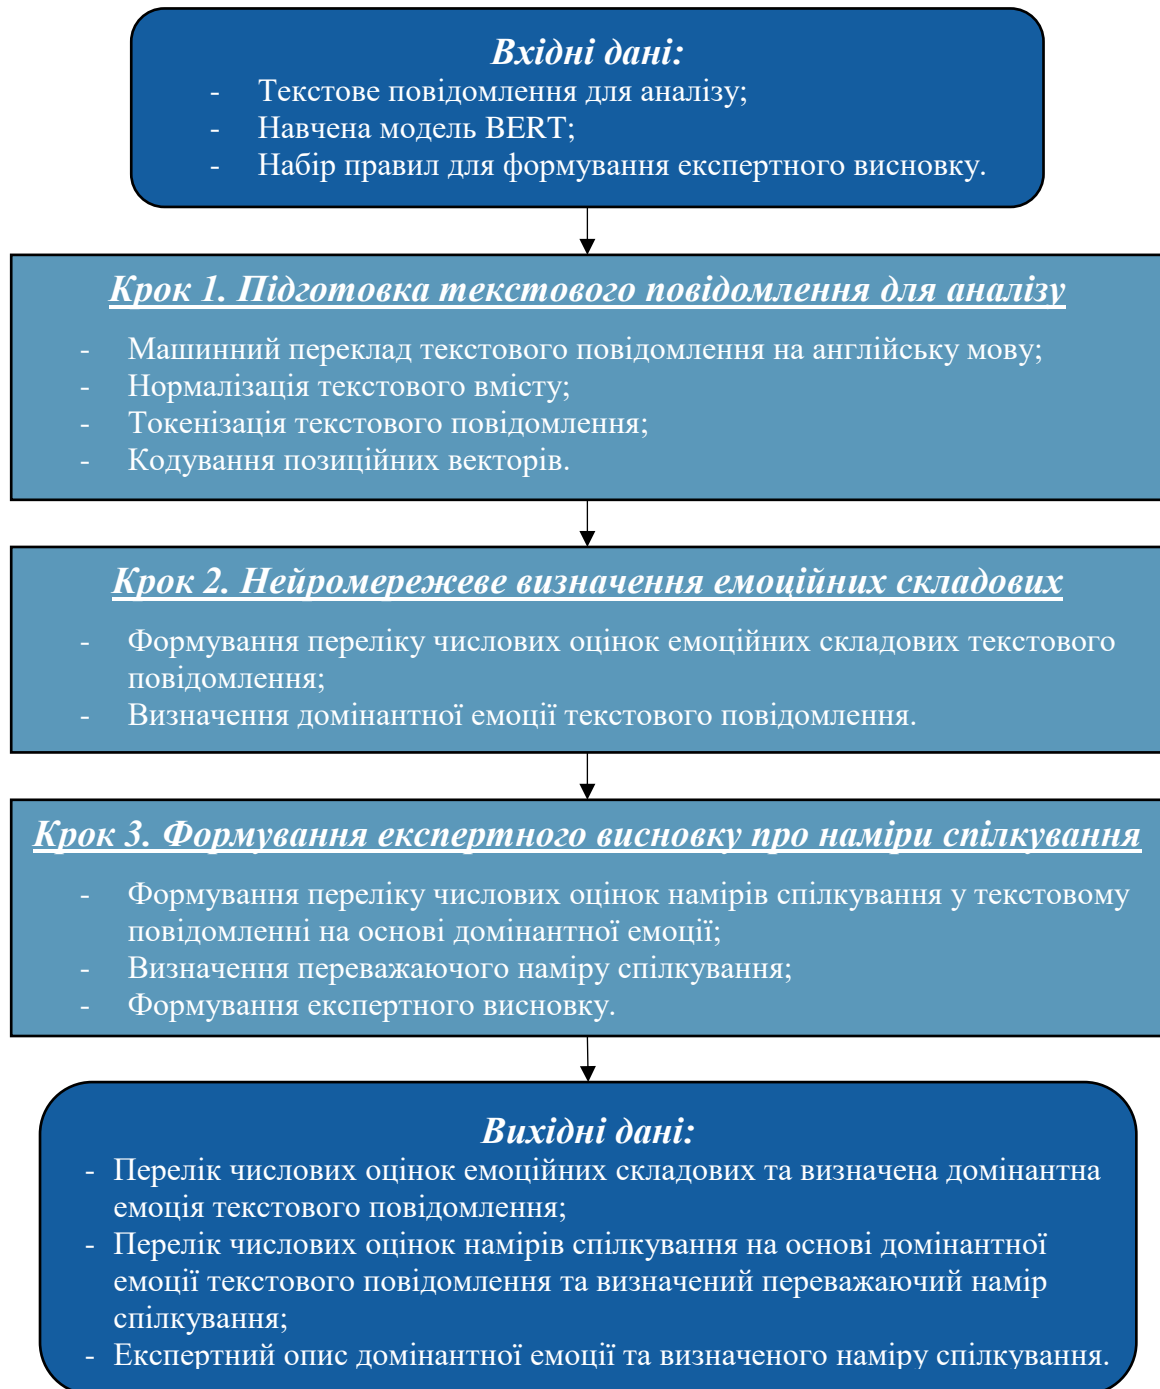 Вхідні дані:
- Текстове повідомлення для аналізу;
- Навчена модель BERT;
- Набір правил для формування експертного висновку.
Крок 1. Підготовка текстового повідомлення для аналізу
- Машинний переклад текстового повідомлення на англійську мову;
- Нормалізація текстового вмісту;
- Токенізація текстового повідомлення;
- Кодування позиційних векторів.
Крок 2. Нейромережеве визначення емоційних складових
- Формування переліку числових оцінок емоційних складових текстового
повідомлення;
- Визначення домінантної емоції текстового повідомлення.
Крок 3. Формування експертного висновку про наміри спілкування
- Формування переліку числових оцінок намірів спілкування у текстовому
повідомленні на основі домінантної емоції;
- Визначення переважаючого наміру спілкування;
- Формування експертного висновку.
Вихідні дані:
- Перелік числових оцінок емоційних складових та визначена домінантна
емоція текстового повідомлення;
- Перелік числових оцінок намірів спілкування на основі домінантної
емоції текстового повідомлення та визначений переважаючий намір
спілкування;
- Експертний опис домінантної емоції та визначеного наміру спілкування.